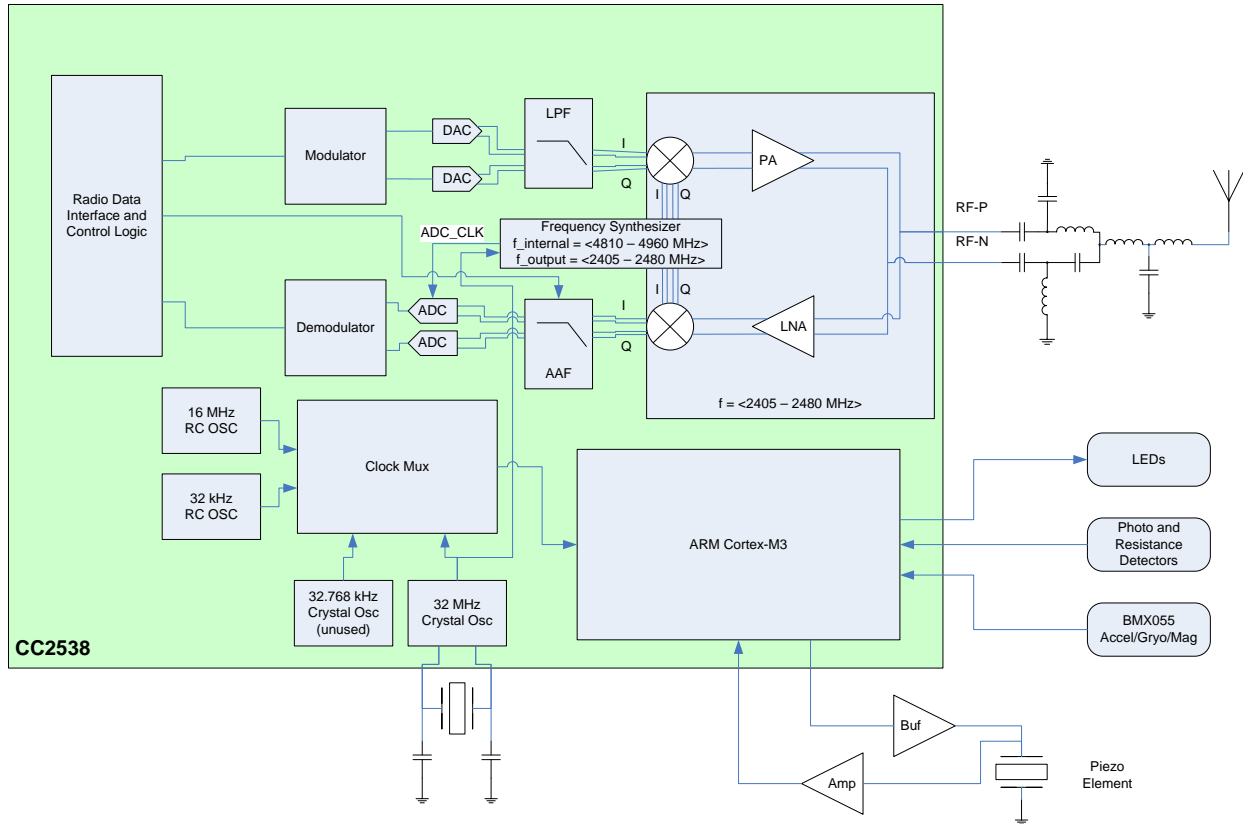 LPF
DAC
DAC
Modulator
I
Q
PA
I
Q
Radio Data
Interface and
Control Logic
RF-P
RF-N
ADC_CLK
Frequency Synthesizer
f_internal = <4810 – 4960 MHz>
f_output = <2405 – 2480 MHz>
I
Q
Demodulator
ADC
ADC
I
Q
LNA
AAF
f = <2405 – 2480 MHz>
16 MHz
RC OSC
Clock Mux
32 kHz
RC OSC
ARM Cortex-M3
LEDs
Photo and
Resistance
Detectors
32.768 kHz
Crystal Osc
(unused)
32 MHz
Crystal Osc
BMX055
Accel/Gryo/Mag
CC2538
Buf
Amp
Piezo
Element